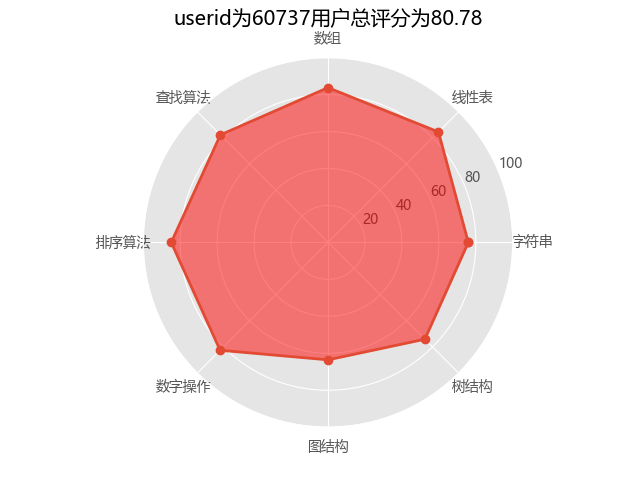 userid为60737用户总评分为80.78
数组
查找算法
线性表
100
80
60
40
20
排序算法
字符串
数字操作
树结构
图结构